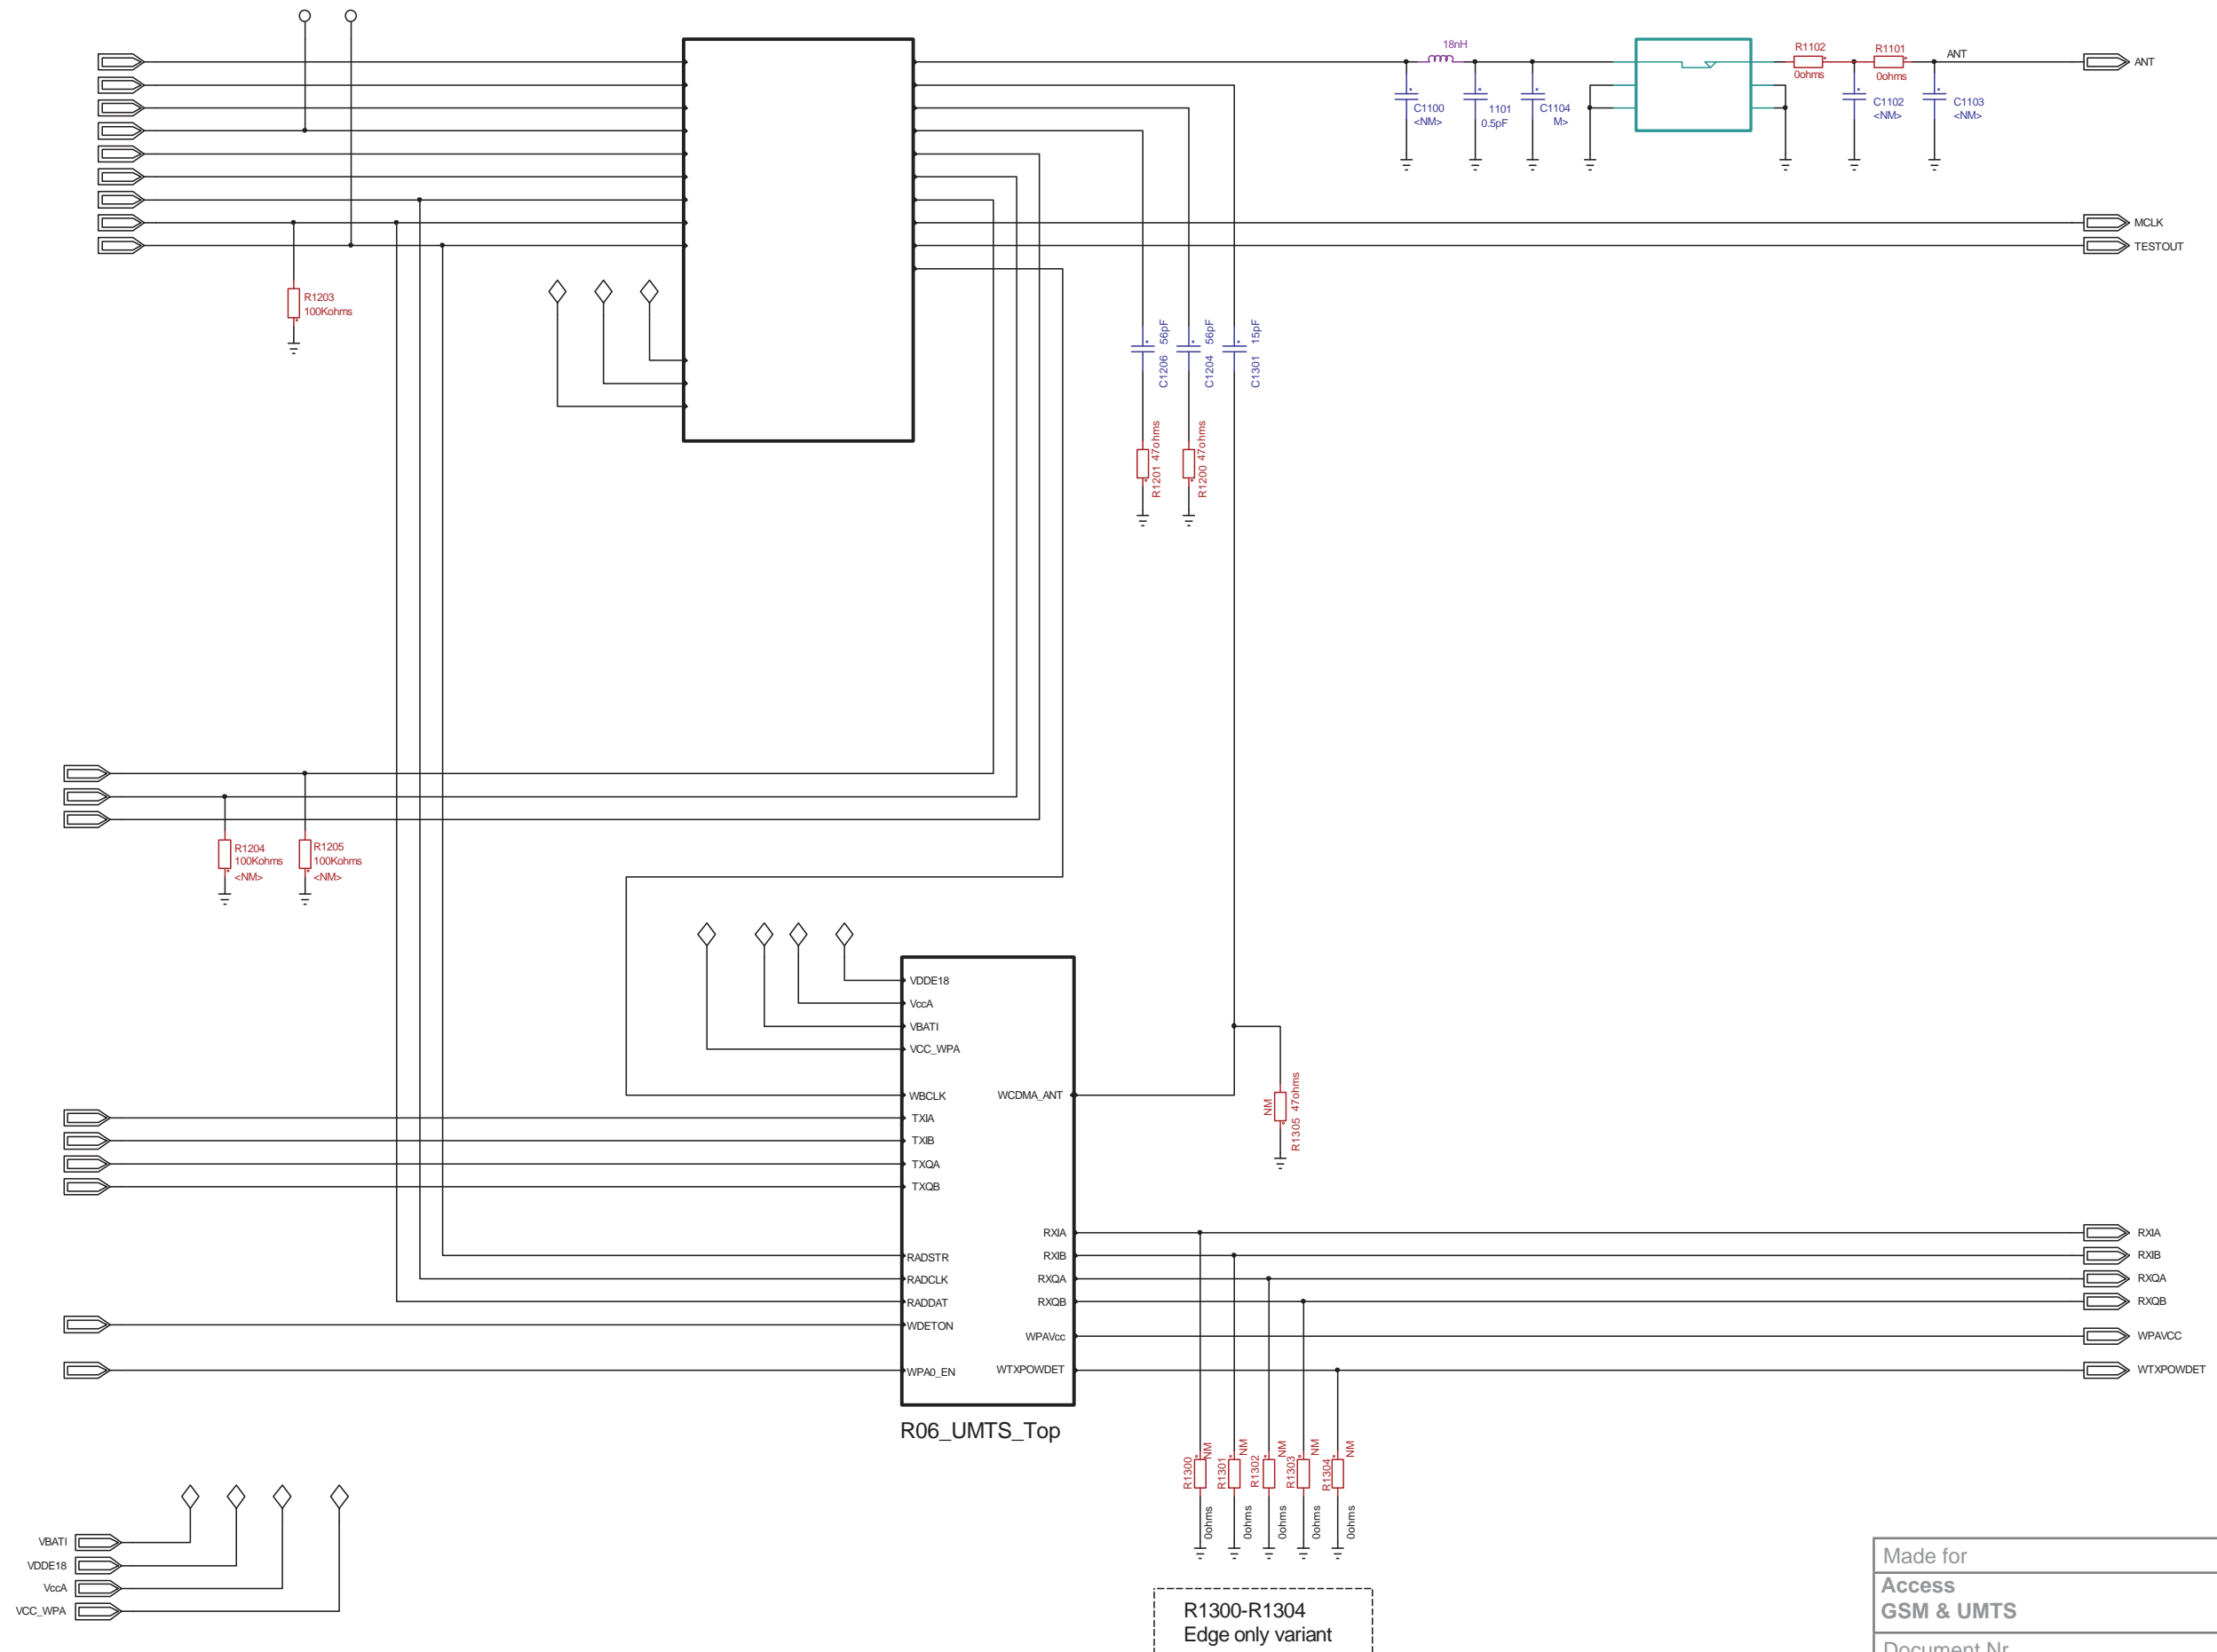 18nH
R1102
0ohms
R1101
0ohms
ANT
ANT
C1100
<NM>
1101
0.5pF
C1104
M>
C1102
<NM>
C1103
<NM>
MCLK
TESTOUT
R1203
100Kohms
C1206 56pF
C1204 56pF
C1301 15pF
R1201 47ohms
R1200 47ohms
R1204
100Kohms
<NM>
R1205
100Kohms
<NM>
VDDE18
VccA
VBATI
VCC_WPA
WBCLK
WCDMA_ANT
TXIA
TXIB
TXQA
TXQB
NM
R1305 47ohms
RADSTR
RADCLK
RADDAT
WDETON
WPA0_EN
RXIA
RXIB
RXQA
RXQB
WPAVcc
WTXPOWDET
RXIA
RXIB
RXQA
RXQB
WPAVCC
WTXPOWDET
R06_UMTS_Top
R1300
NM
0ohms
R1301
NM
0ohms
R1302
NM
0ohms
R1303
NM
0ohms
R1304
NM
0ohms
VBATI
VDDE18
VccA
VCC_WPA
R1300-R1304
Edge only variant
Made for
Access
GSM & UMTS
Document Nr